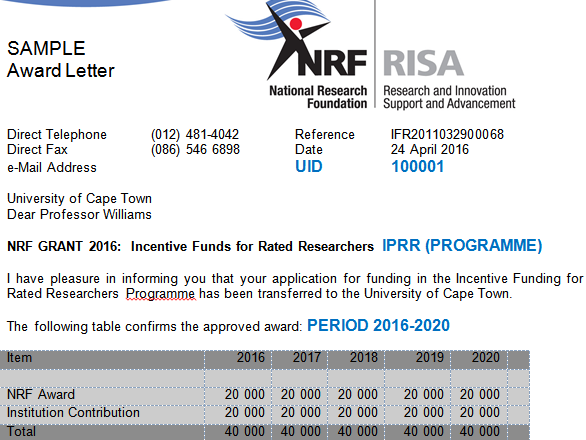 SAMPLE
Award Letter
NRF RISA
National Research Foundation
Research and Innovation
Support and Advancement
Direct Telephone (012) 481-4042 Reference IFR2011032900068
Direct Fax (086) 546 6898 Date 24 April 2016
e-Mail Address UID 100001
University of Cape Town
Dear Professor Williams
NRF GRANT 2016: Incentive Funds for Rated Researchers IPRR (PROGRAMME)
I have pleasure in informing you that your application for funding in the Incentive Funding for
Rated Researchers Programme has been transferred to the University of Cape Town.
The following table confirms the approved award: PERIOD 2016-2020
Item 2016 2017 2018 2019 2020
NRF Award 20 000 20 000 20 000 20 000 20 000
Institution Contribution 20 000 20 000 20 000 20 000 20 000
Total 40 000 40 000 40 000 40 000 40 000